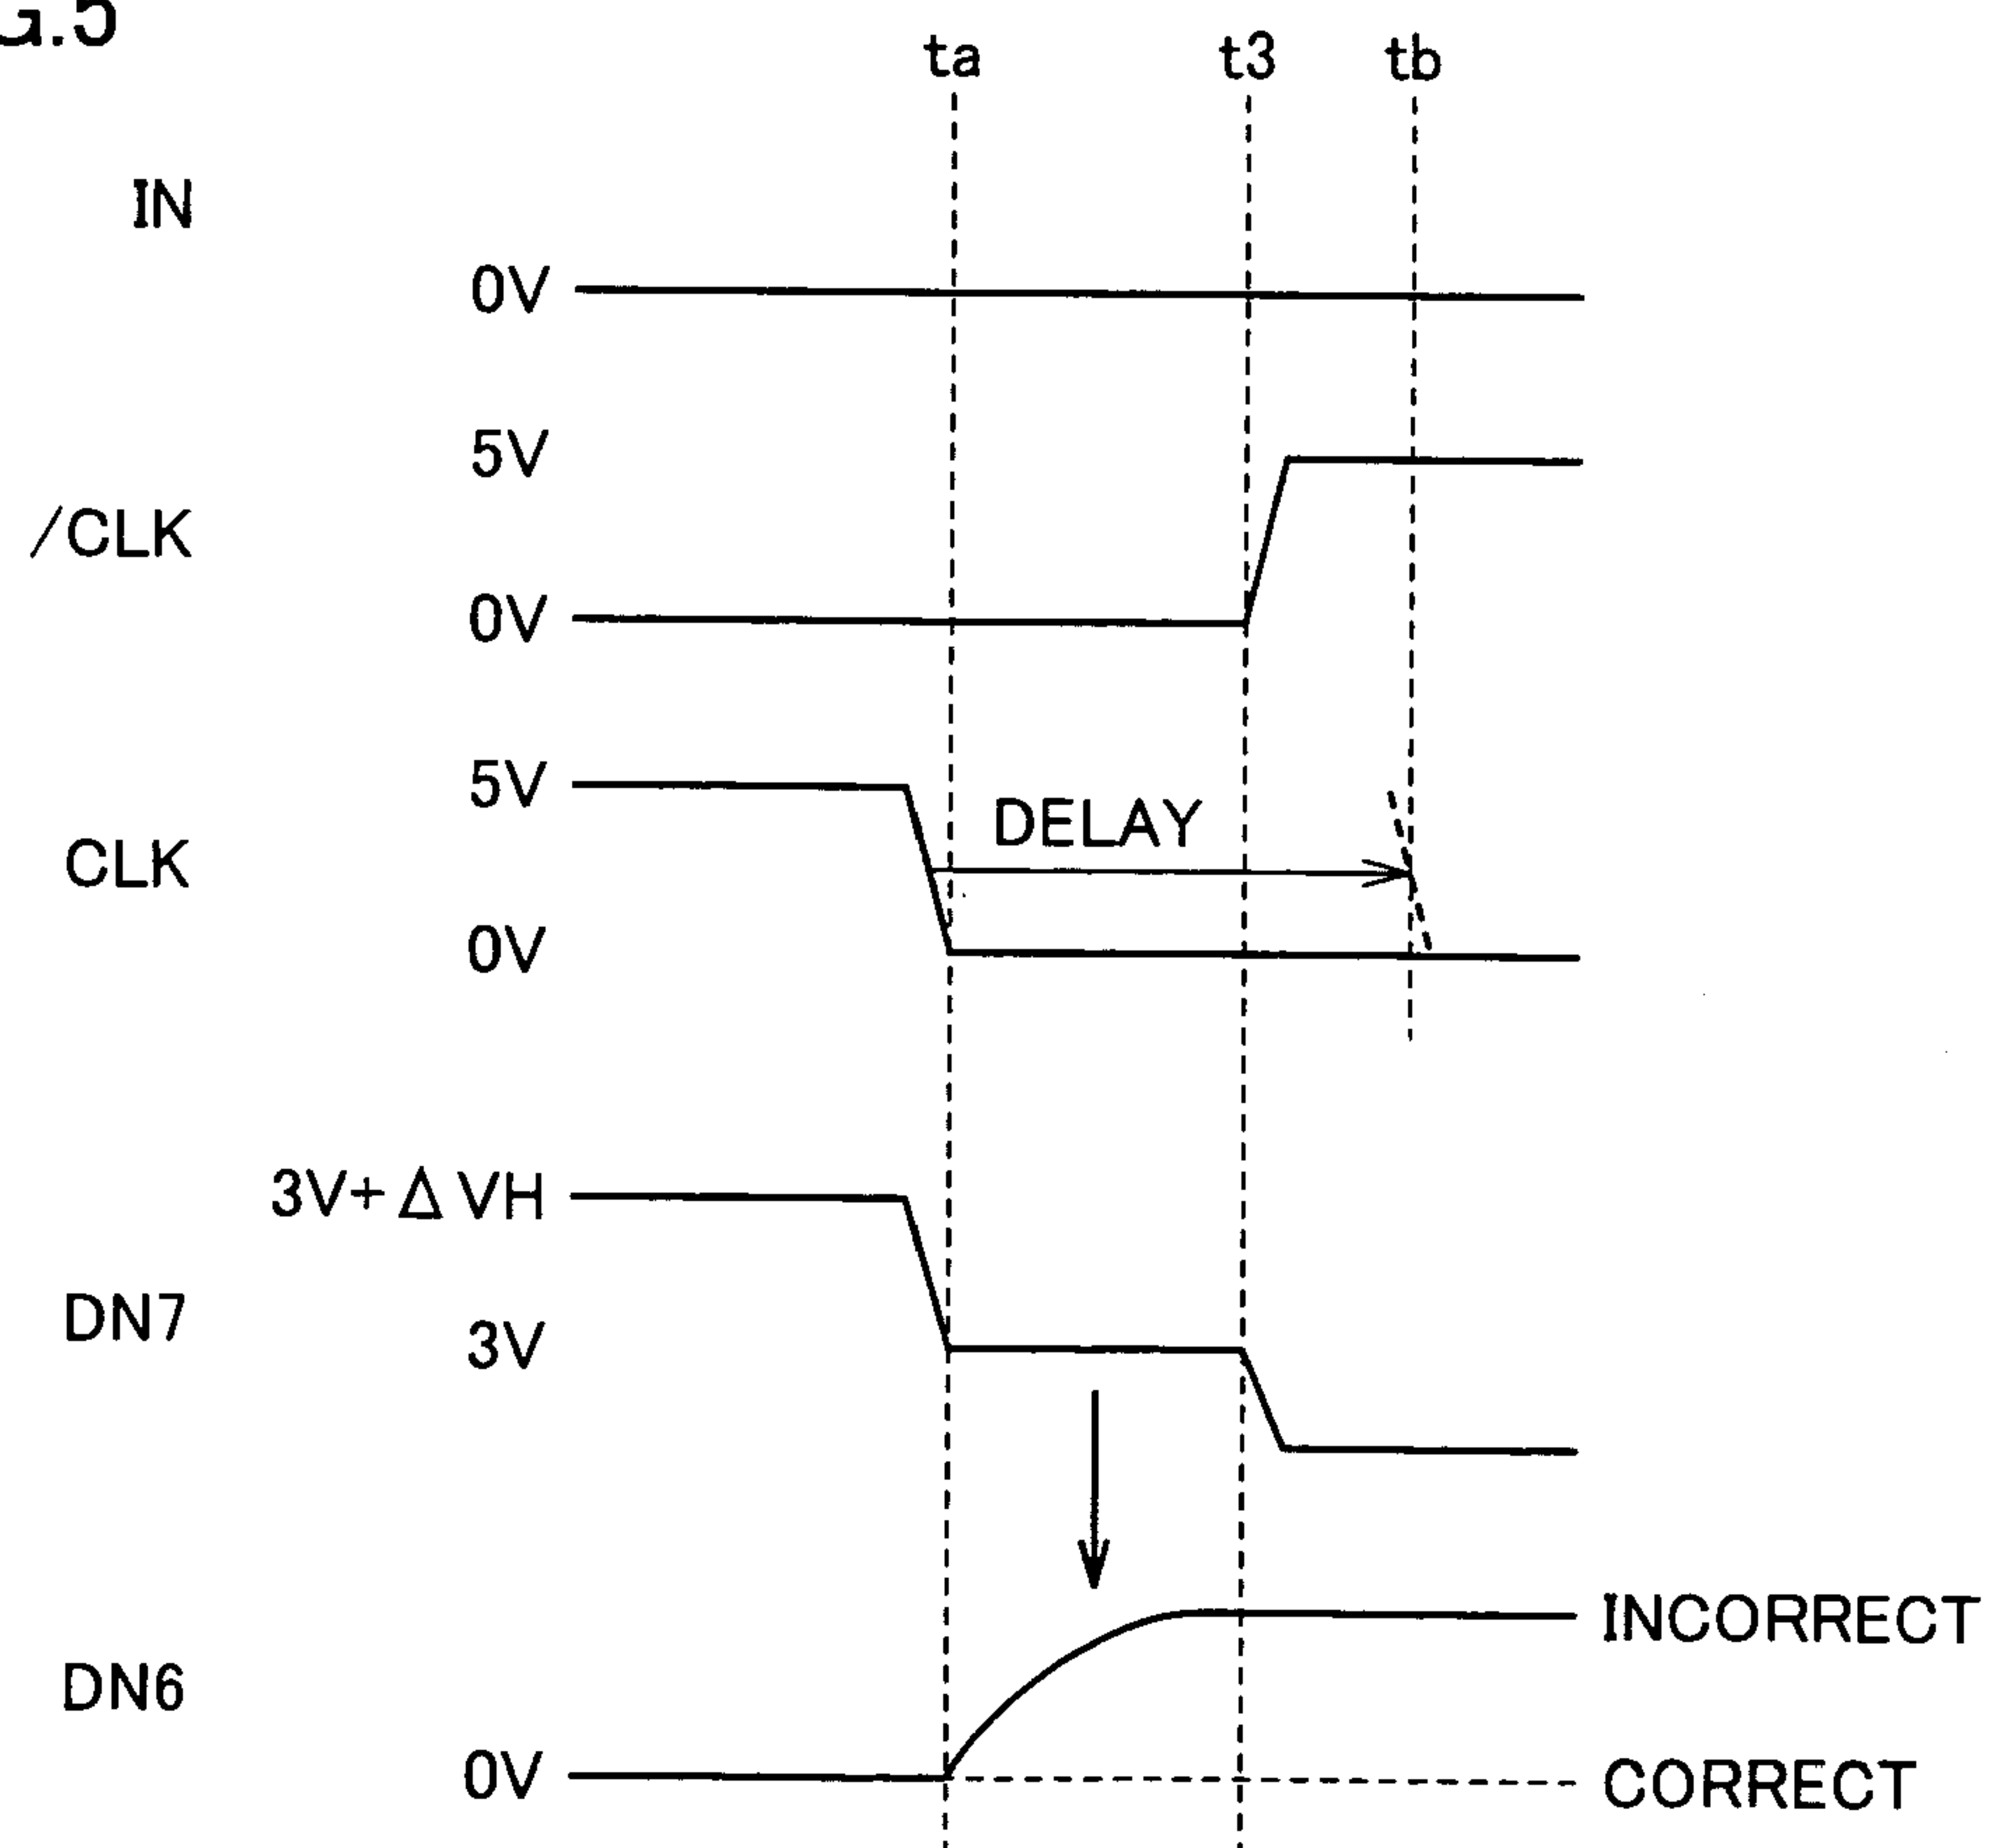 G.5
ta t3 tb
IN
0V
5V
/CLK
0V
5V
DELAY
CLK
0V
3V+Δ VH
DN7
3V
INCORRECT
DN6
0V
CORRECT